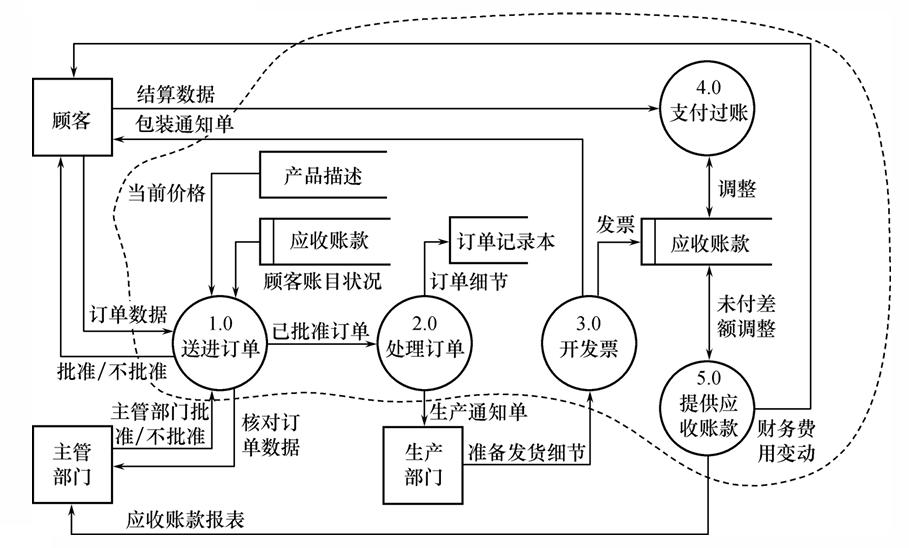 顾客
结算数据
包装通知单
4.0
支付过账
当前价格
产品描述
调整
应收账款
顾客账目状况
订单记录本
发票
应收账款
订单细节
订单数据
1.0
送进订单
已批准订单
2.0
处理订单
3.0
开发票
未付差
额调整
批准/不批准
5.0
提供应
收账款
主管部门批
准/不批准
核对订
单数据
生产通知单
财务费
用变动
主管
部门
生产
部门
准备发货细节
应收账款报表